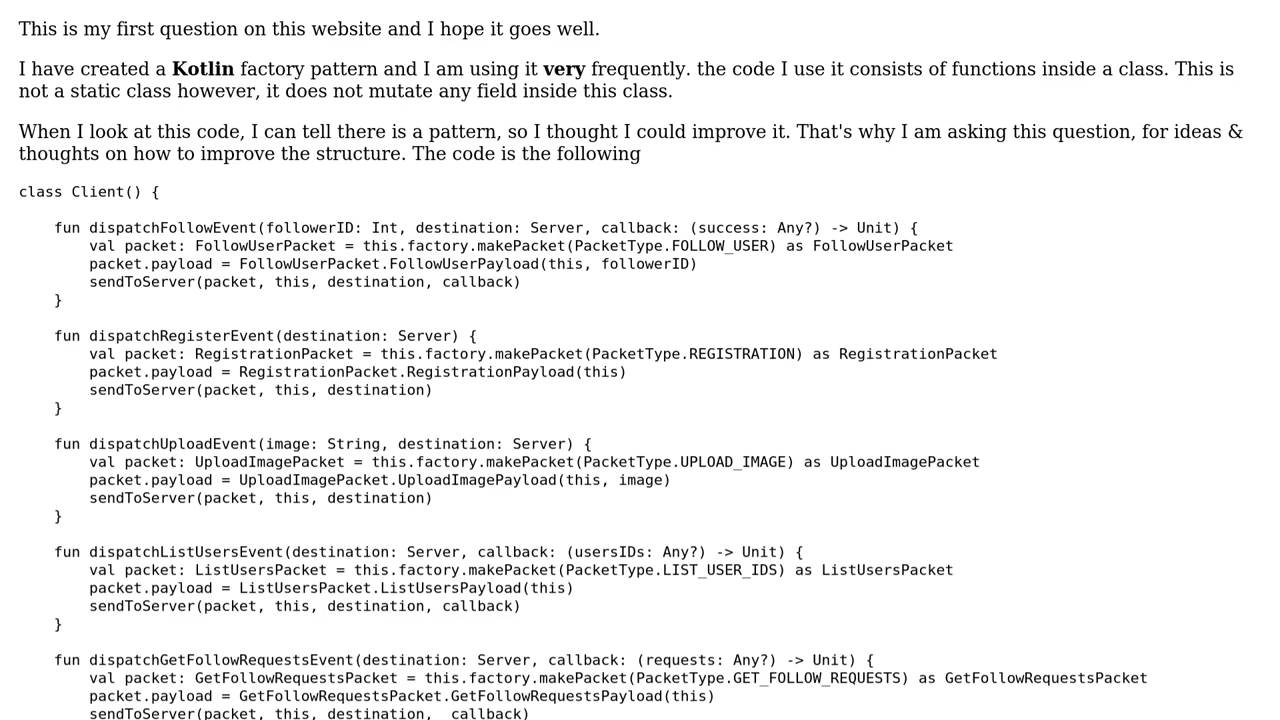 This is my first question on this website and I hope it goes well.
I have created a Kotlin factory pattern and I am using it very frequently. the code I use it consists of functions inside a class. This is
not a static class however, it does not mutate any field inside this class.
When I look at this code, I can tell there is a pattern, so I thought I could improve it. That's why I am asking this question, for ideas &
thoughts on how to improve the structure. The code is the following
class Client() {
    fun dispatchFollowEvent(followerID: Int, destination: Server, callback: (success: Any?) -> Unit) {
        val packet: FollowUserPacket = this.factory.makePacket(PacketType.FOLLOW_USER) as FollowUserPacket
        packet.payload = FollowUserPacket.FollowUserPayload(this, followerID)
        sendToServer(packet, this, destination, callback)
    }
    fun dispatchRegisterEvent(destination: Server) {
        val packet: RegistrationPacket = this.factory.makePacket(PacketType.REGISTRATION) as RegistrationPacket
        packet.payload = RegistrationPacket.RegistrationPayload(this)
        sendToServer(packet, this, destination)
    }
    fun dispatchUploadEvent(image: String, destination: Server) {
        val packet: UploadImagePacket = this.factory.makePacket(PacketType.UPLOAD_IMAGE) as UploadImagePacket
        packet.payload = UploadImagePacket.UploadImagePayload(this, image)
        sendToServer(packet, this, destination)
    }
    fun dispatchListUsersEvent(destination: Server, callback: (usersIDs: Any?) -> Unit) {
        val packet: ListUsersPacket = this.factory.makePacket(PacketType.LIST_USER_IDS) as ListUsersPacket
        packet.payload = ListUsersPacket.ListUsersPayload(this)
        sendToServer(packet, this, destination, callback)
    }
    fun dispatchGetFollowRequestsEvent(destination: Server, callback: (requests: Any?) -> Unit) {
        val packet: GetFollowRequestsPacket = this.factory.makePacket(PacketType.GET_FOLLOW_REQUESTS) as GetFollowRequestsPacket
        packet.payload = GetFollowRequestsPacket.GetFollowRequestsPayload(this)
        sendToServer(packet, this, destination,  callback)